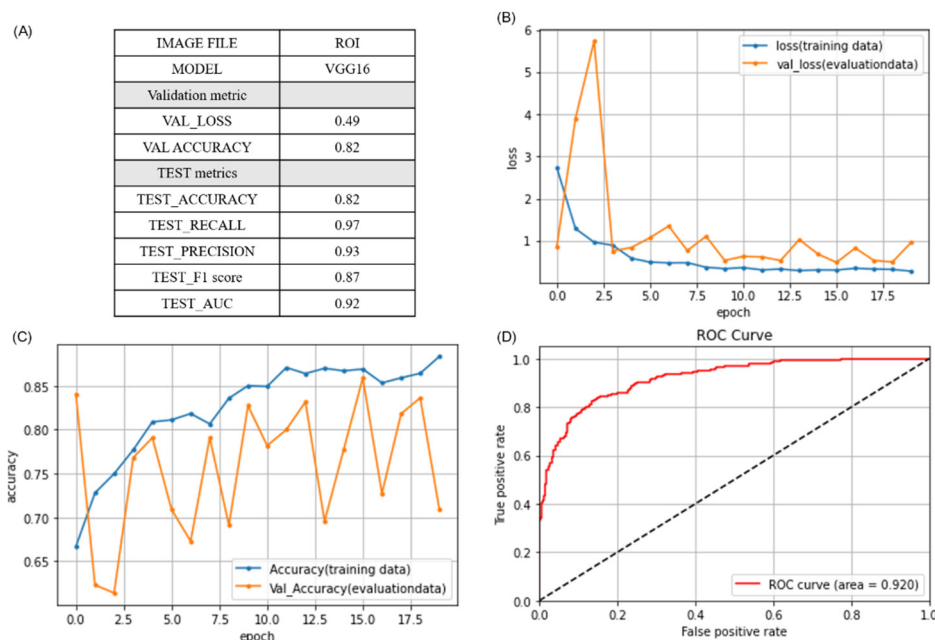 (A)
IMAGE FILE ROI
MODEL VGG16
Validation metric
VAL_LOSS 0.49
VAL ACCURACY 0.82
TEST metrics
TEST_ACCURACY 0.82
TEST_RECALL 0.97
TEST_PRECISION 0.93
TEST_F1 score 0.87
TEST_AUC 0.92
(B)
loss(training data)
val_loss(evaluationdata)
6
5
4
3
2
1
loss
0.0 2.5 5.0 7.5 10.0 12.5 15.0 17.5
epoch
(C)
0.85
0.80
0.75
0.70
0.65
accuracy
Accuracy(training data)
Val_Accuracy(evaluationdata)
0.0 2.5 5.0 7.5 10.0 12.5 15.0 17.5
epoch
(D)
ROC Curve
1.0
0.8
0.6
0.4
0.2
0.0
True positive rate
ROC curve (area = 0.920)
0.0 0.2 0.4 0.6 0.8 1.0
False positive rate